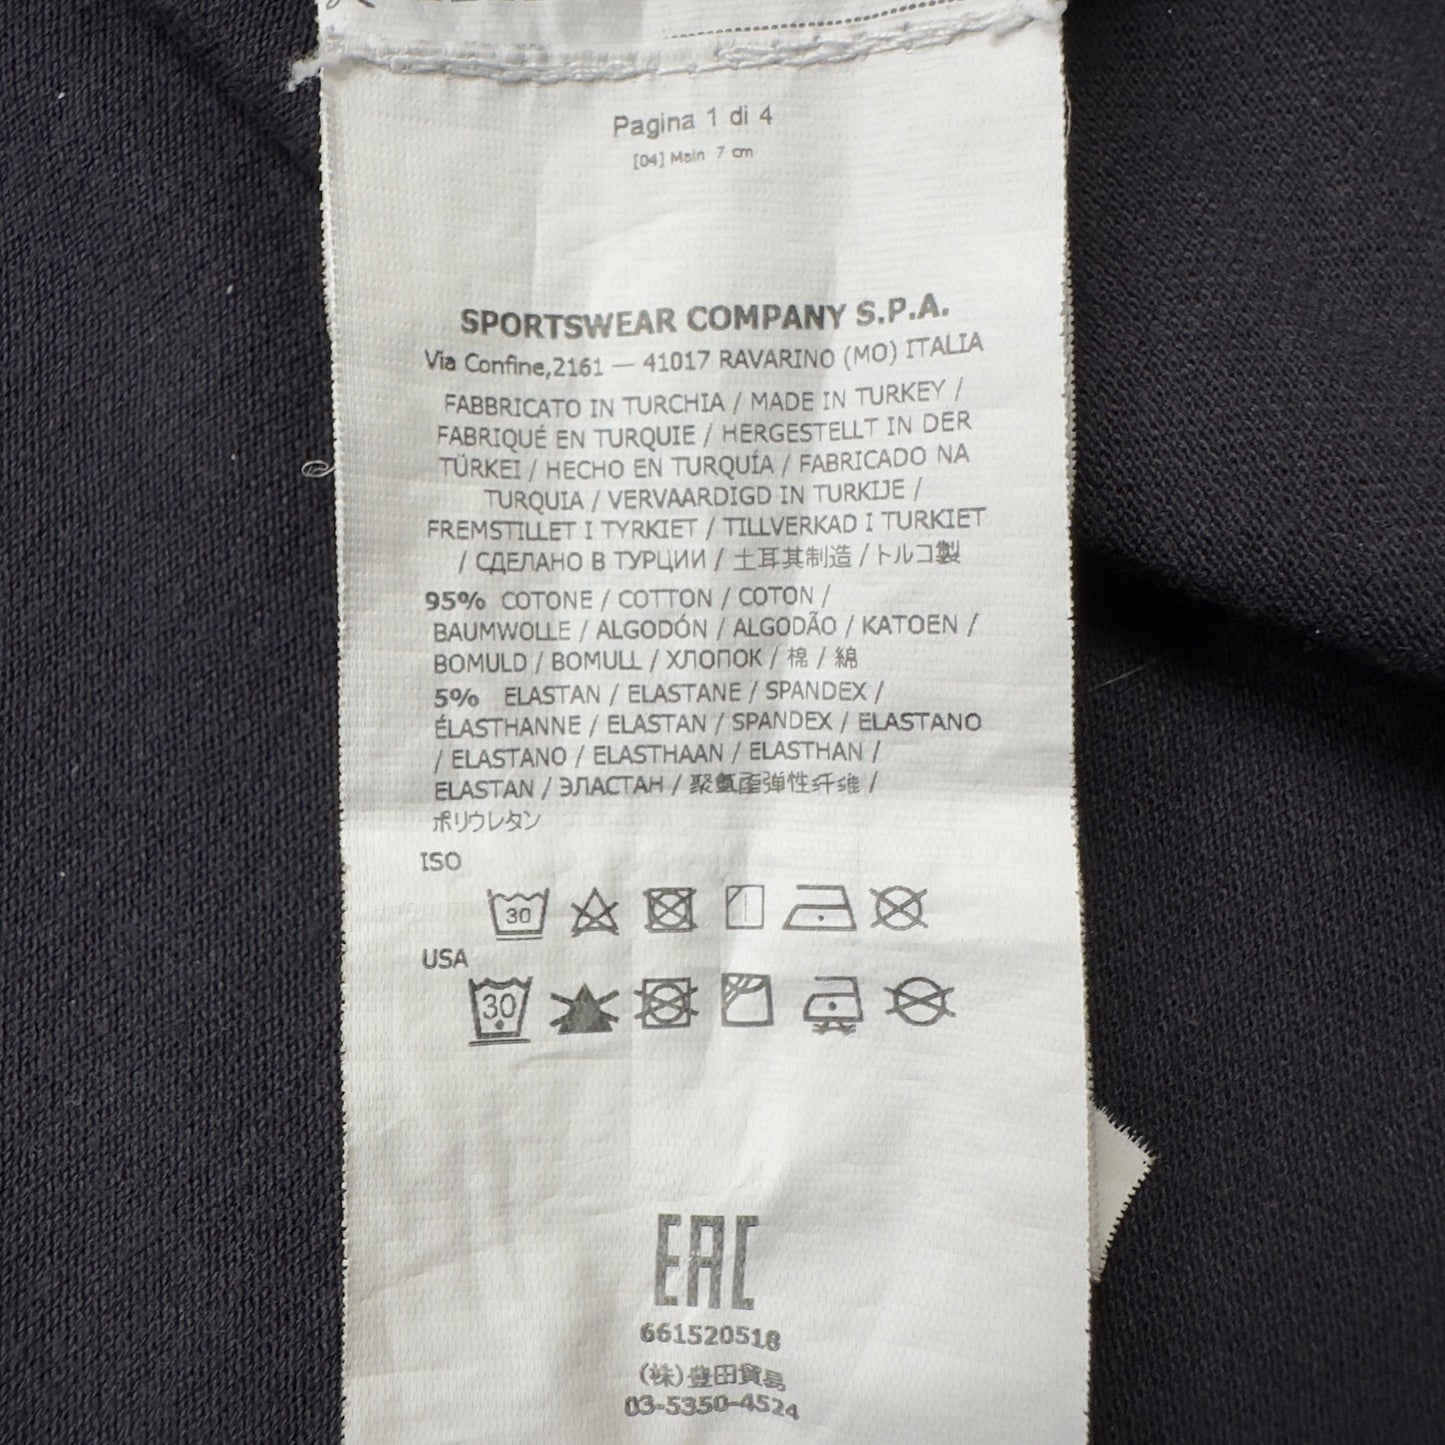 Pagina 1 di 4
[04] Main 7 cm
SPORTSWEAR COMPANY S.P.A.
Via Confine,2161 — 41017 RAVARINO (MO) ITALIA
FABBRICATO IN TURCHIA / MADE IN TURKEY /
FABRIQUÉ EN TURQUIE / HERGESTELLT IN DER
TÜRKEI / HECHO EN TURQUÍA / FABRICADO NA
TURQUIA / VERVAARDIGD IN TURKIJE /
FREMSTILLET I TYRKIET / TILLVERKAD I TURKIET
/ СДЕЛАНО В ТУРЦИИ / 土耳其制造 / トルコ製
95% COTONE / COTTON / COTON /
BAUMWOLLE / ALGODÓN / ALGODÃO / KATOEN /
BOMULD / BOMULL / ХЛОПОК / 棉 / 綿
5% ELASTAN / ELASTANE / SPANDEX /
ÉLASTHANNE / ELASTAN / SPANDEX / ELASTANO
/ ELASTANO / ELASTHAAN / ELASTHAN /
ELASTAN / ЭЛАСТАН / 聚氨酯弹性纤维 /
ポリウレタン
ISO
30
USA
30
EAC
661520518
(株)豊田貿易
03-5350-4524